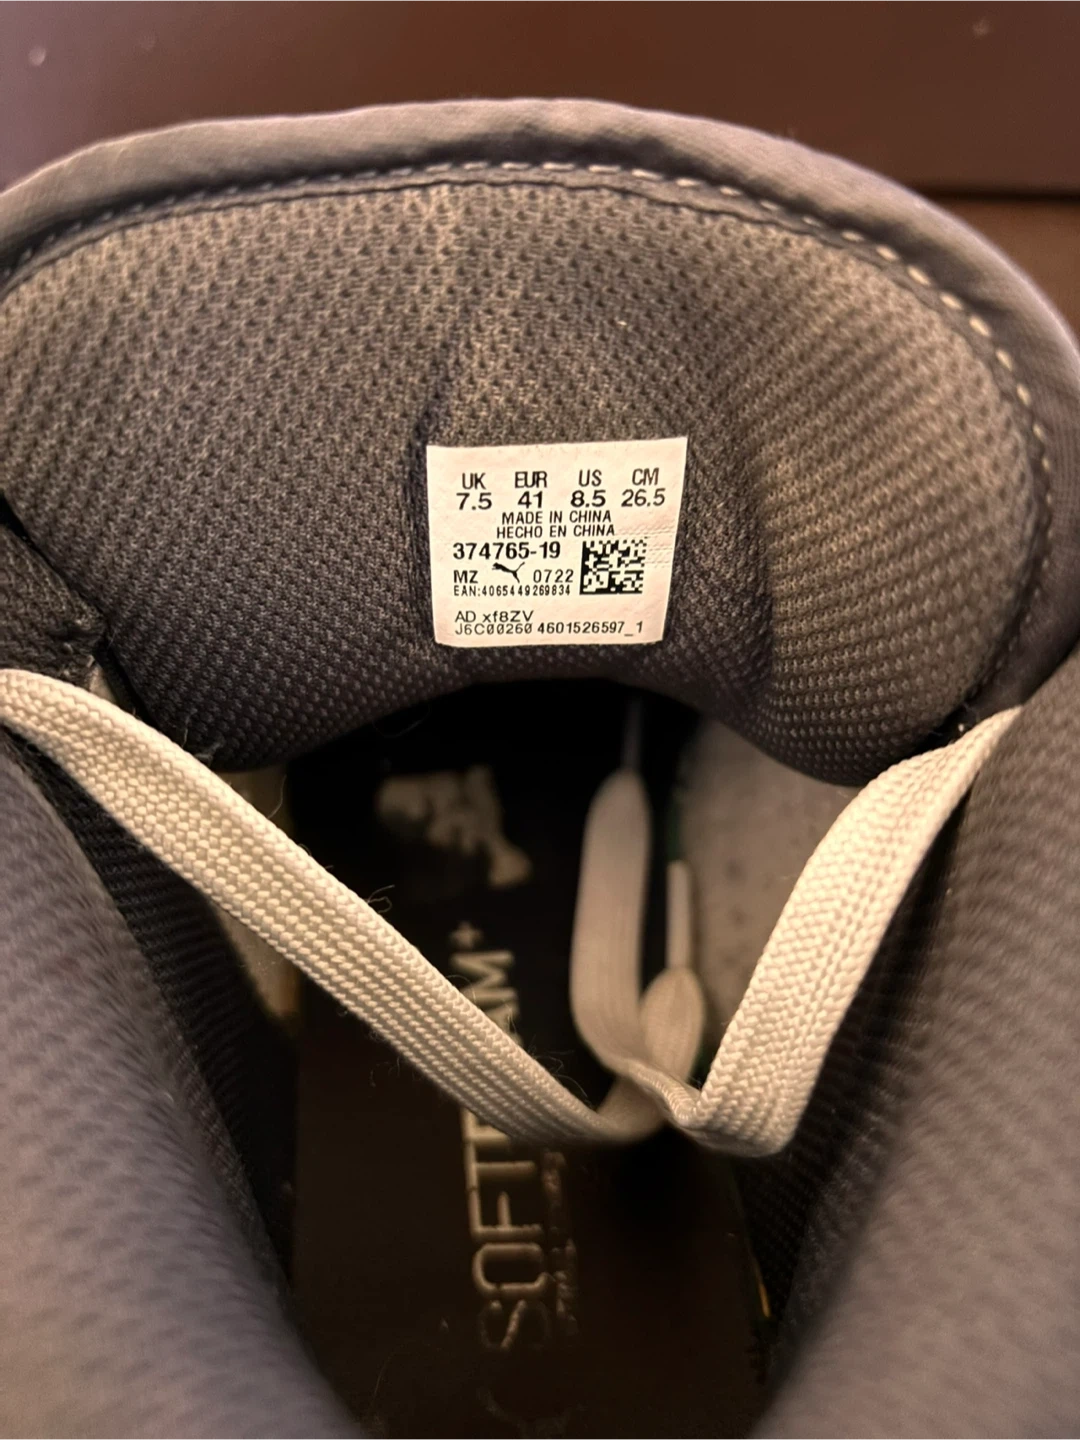 UK EUR US CM
7.5 41 8.5 26.5
MADE IN CHINA
HECHO EN CHINA
374765-19
MZ 0722
EAN:4065449269834
AD xf8ZV
J6C00260 4601526597_1
SOFTFOAM+